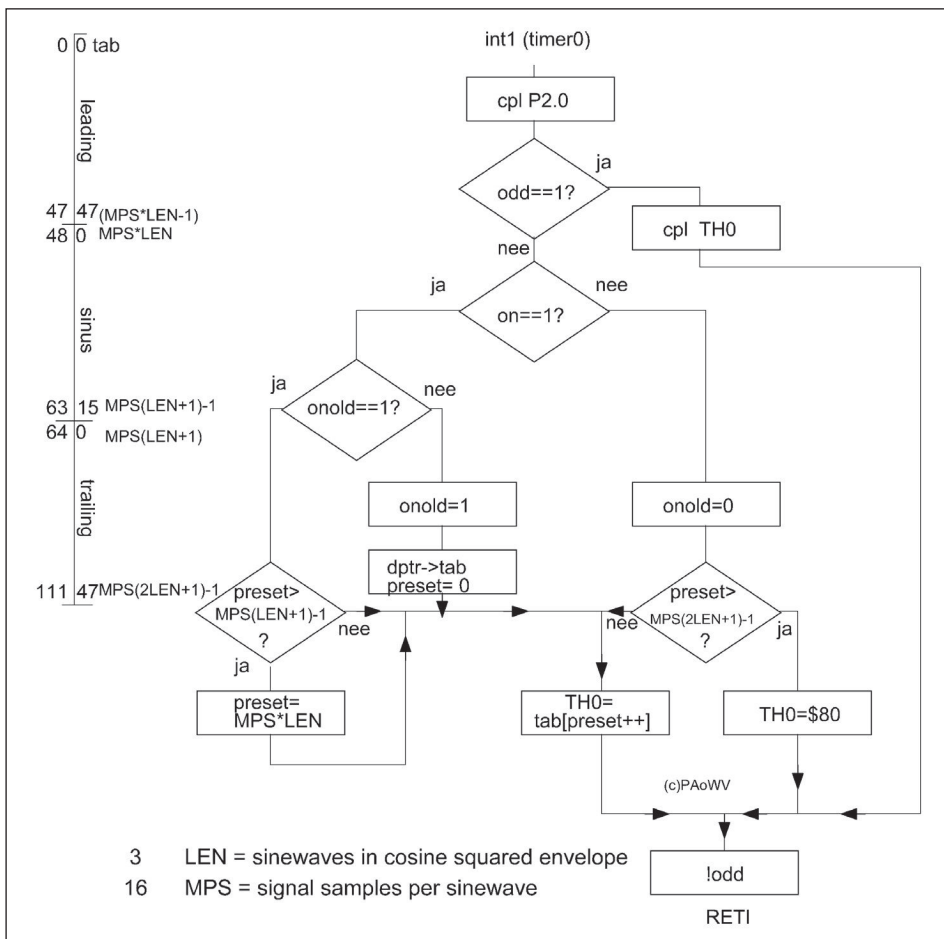 0 0 tab
leading
47 47 (MPS*LEN-1)
48 0 MPS*LEN
sinus
63 15 MPS(LEN+1)-1
64 0 MPS(LEN+1)
trailing
111 47 MPS(2LEN+1)-1
int1 (timer0)
cpl P2.0
odd==1?
ja
nee
cpl TH0
on==1?
ja
nee
onold==1?
ja
nee
onold=1
dptr->tab
preset= 0
onold=0
preset>
MPS(LEN+1)-1
?
nee
ja
preset=
MPS*LEN
preset>
MPS(2LEN+1)-1
?
nee
ja
TH0=
tab[preset++]
TH0=$80
(c)PAoWV
!odd
RETI
3 LEN = sinewaves in cosine squared envelope
16 MPS = signal samples per sinewave